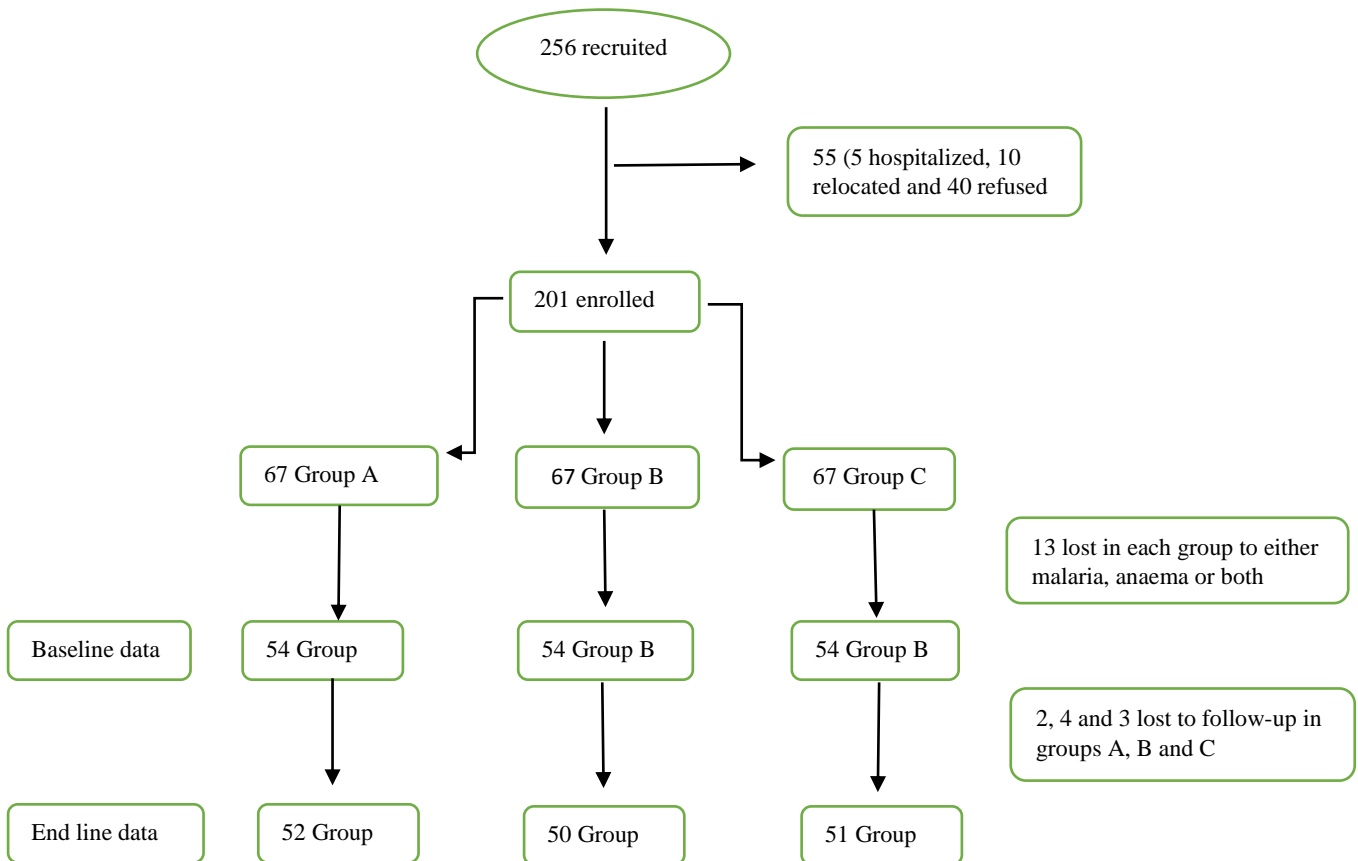 256 recruited
55 (5 hospitalized, 10
relocated and 40 refused
201 enrolled
67 Group A
67 Group B
67 Group C
13 lost in each group to either
malaria, anaema or both
Baseline data
54 Group
54 Group B
54 Group B
2, 4 and 3 lost to follow-up in
groups A, B and C
End line data
52 Group
50 Group
51 Group